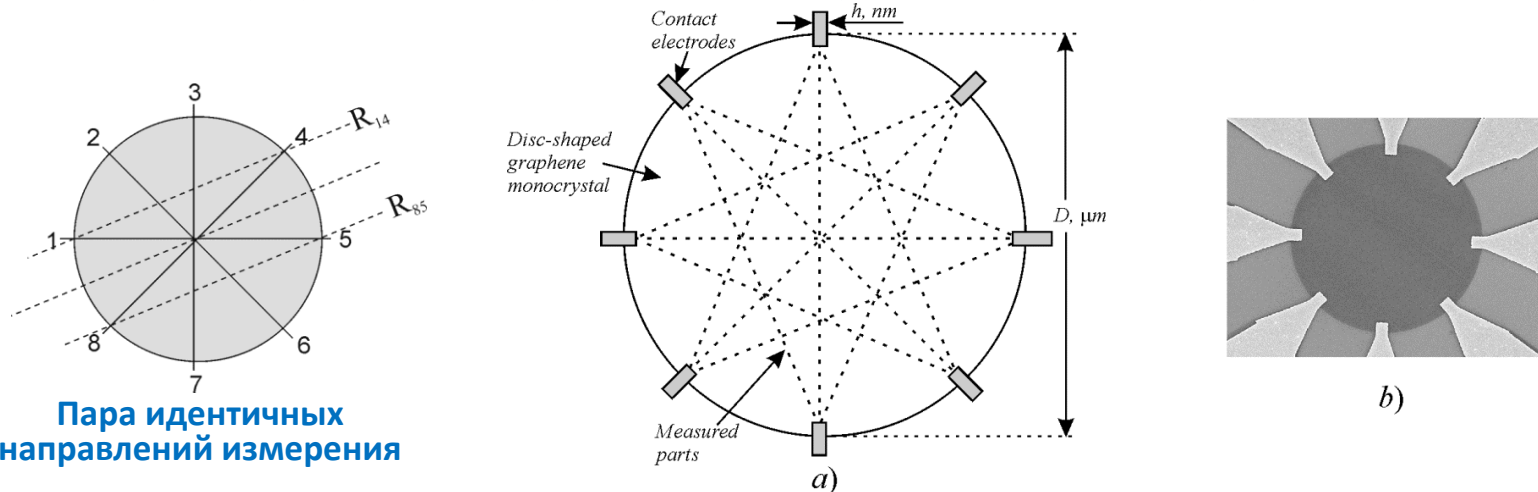 3
2
4
R₁₄
1
5
R₈₅
8
6
7
Пара идентичных
направлений измерения
Contact
electrodes
h, nm
Disc-shaped
graphene
monocrystal
D, μm
Measured
parts
a)
b)